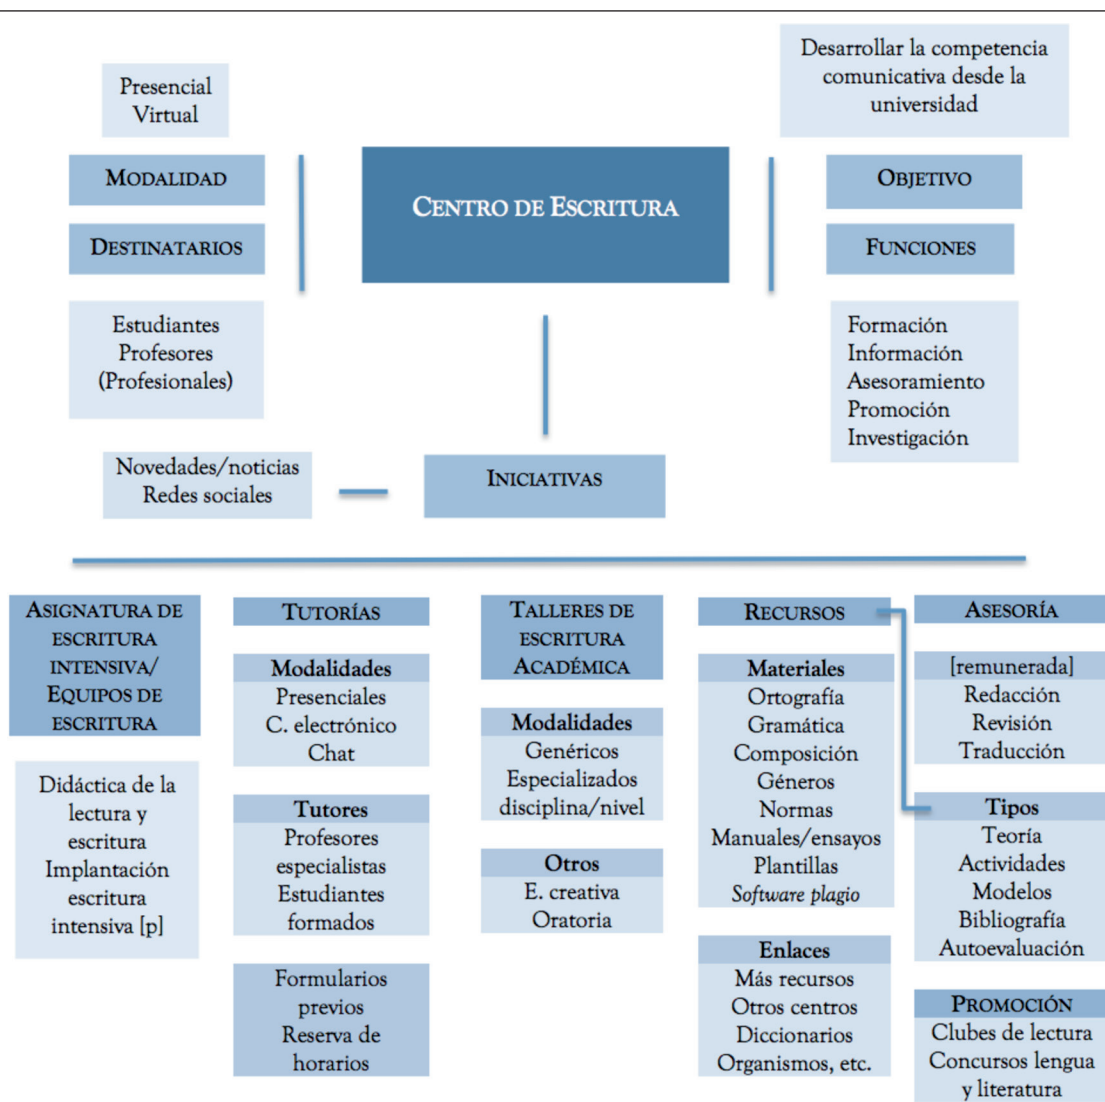 Presencial
Virtual
MODALIDAD
DESTINATARIOS
Estudiantes
Profesores
(Profesionales)
CENTRO DE ESCRITURA
Desarrollar la competencia
comunicativa desde la
universidad
OBJETIVO
FUNCIONES
Formación
Información
Asesoramiento
Promoción
Investigación
Novedades/noticias
Redes sociales
INICIATIVAS
ASIGNATURA DE
ESCRITURA
INTENSIVA/
EQUIPOS DE
ESCRITURA
Didáctica de la
lectura y
escritura
Implantación
escritura
intensiva [p]
TUTORÍAS
Modalidades
Presenciales
C. electrónico
Chat
Tutores
Profesores
especialistas
Estudiantes
formados
Formularios
previos
Reserva de
horarios
TALLERES DE
ESCRITURA
ACADÉMICA
Modalidades
Genéricos
Especializados
disciplina/nivel
Otros
E. creativa
Oratoria
RECURSOS
Materiales
Ortografía
Gramática
Composición
Géneros
Normas
Manuales/ensayos
Plantillas
Software plagio
Enlaces
Más recursos
Otros centros
Diccionarios
Organismos, etc.
ASESORÍA
[remunerada]
Redacción
Revisión
Traducción
Tipos
Teoría
Actividades
Modelos
Bibliografía
Autoevaluación
PROMOCIÓN
Clubes de lectura
Concursos lengua
y literatura